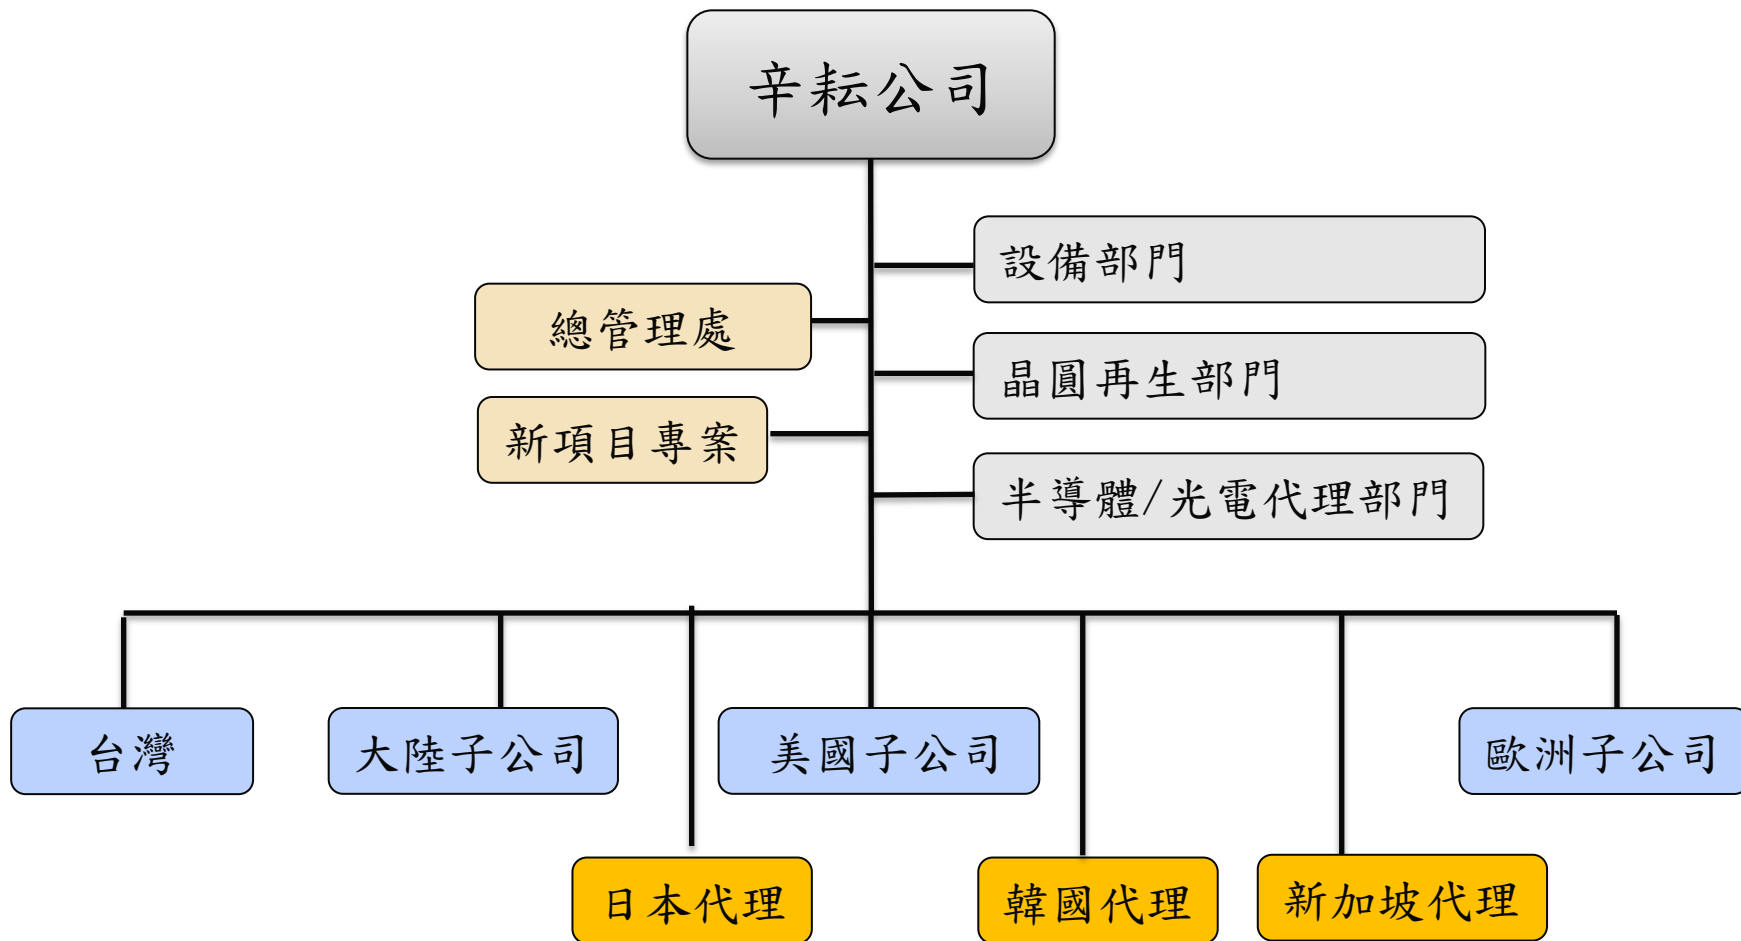 辛耘公司
設備部門
總管理處
晶圓再生部門
新項目專案
半導體/光電代理部門
台灣
大陸子公司
美國子公司
歐洲子公司
日本代理
韓國代理
新加坡代理